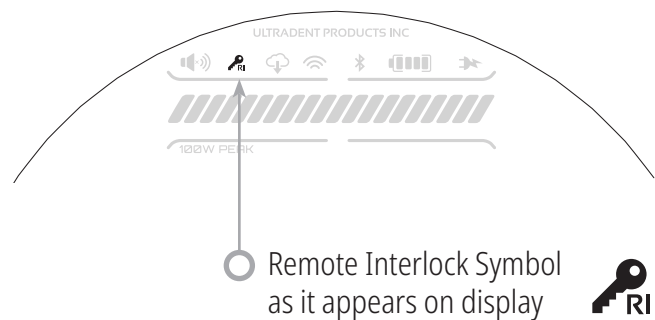 ULTRADENT PRODUCTS INC
RI
100W PEAK
Remote Interlock Symbol
as it appears on display
RI